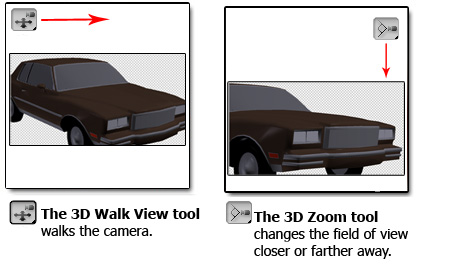 The 3D Walk View tool
walks the camera.
The 3D Zoom tool
changes the field of view
closer or farther away.